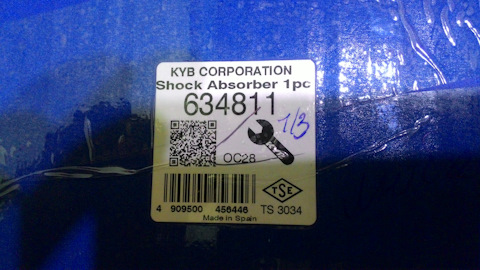 KYB CORPORATION
Shock Absorber 1pc
634811
1/3
OC28
TSE
4 909500 456446
TS 3034
Made in Spain